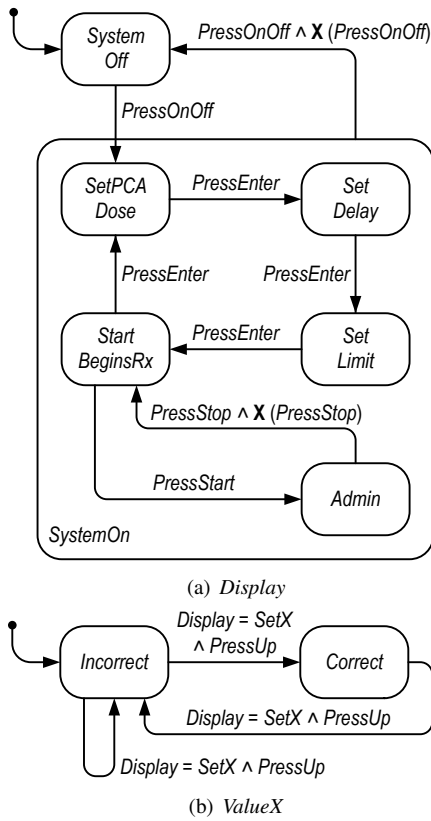 System
Off
PressOnOff ∧ X (PressOnOff)
PressOnOff
SetPCA
Dose
PressEnter
Set
Delay
PressEnter
PressEnter
Start
BeginsRx
PressEnter
Set
Limit
PressStop ∧ X (PressStop)
PressStart
Admin
SystemOn
(a) Display
Display = SetX
∧ PressUp
Incorrect
Correct
Display = SetX ∧ PressUp
Display = SetX ∧ PressUp
(b) ValueX